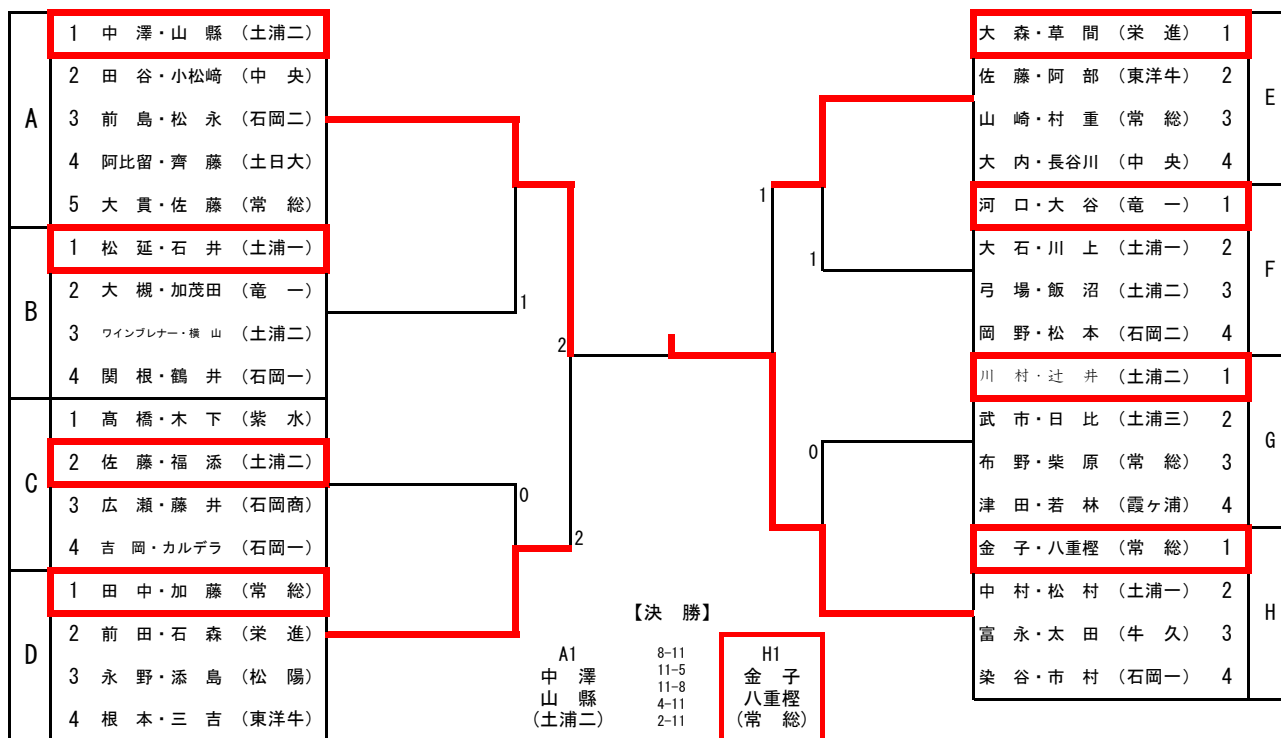 A
1 中 澤・山 縣 (土浦二)
2 田 谷・小松﨑 (中 央)
3 前 島・松 永 (石岡二)
4 阿比留・齊 藤 (土日大)
5 大 貫・佐 藤 (常 総)
B
1 松 延・石 井 (土浦一)
2 大 槻・加茂田 (竜 一)
3 ワインブレナー・横 山 (土浦二)
4 関 根・鶴 井 (石岡一)
C
1 髙 橋・木 下 (紫 水)
2 佐 藤・福 添 (土浦二)
3 広 瀬・藤 井 (石岡商)
4 吉 岡・カルデラ (石岡一)
D
1 田 中・加 藤 (常 総)
2 前 田・石 森 (栄 進)
3 永 野・添 島 (松 陽)
4 根 本・三 吉 (東洋牛)
1
2
0
2
1
1
0
E
大 森・草 間 (栄 進) 1
佐 藤・阿 部 (東洋牛) 2
山 崎・村 重 (常 総) 3
大 内・長谷川 (中 央) 4
F
河 口・大 谷 (竜 一) 1
大 石・川 上 (土浦一) 2
弓 場・飯 沼 (土浦二) 3
岡 野・松 本 (石岡二) 4
G
川 村・辻 井 (土浦二) 1
武 市・日 比 (土浦三) 2
布 野・柴 原 (常 総) 3
津 田・若 林 (霞ヶ浦) 4
H
金 子・八重樫 (常 総) 1
中 村・松 村 (土浦一) 2
富 永・太 田 (牛 久) 3
染 谷・市 村 (石岡一) 4
【決 勝】
A1
中 澤
山 縣
(土浦二)
8-11
11-5
11-8
4-11
2-11
H1
金 子
八重樫
(常 総)